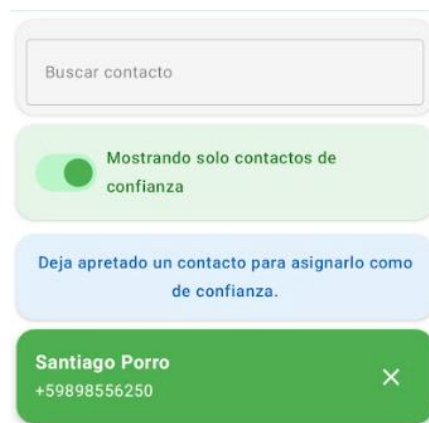 Buscar contacto
Mostrando solo contactos de
confianza
Deja apretado un contacto para asignarlo como
de confianza.
Santiago Porro
+59898556250